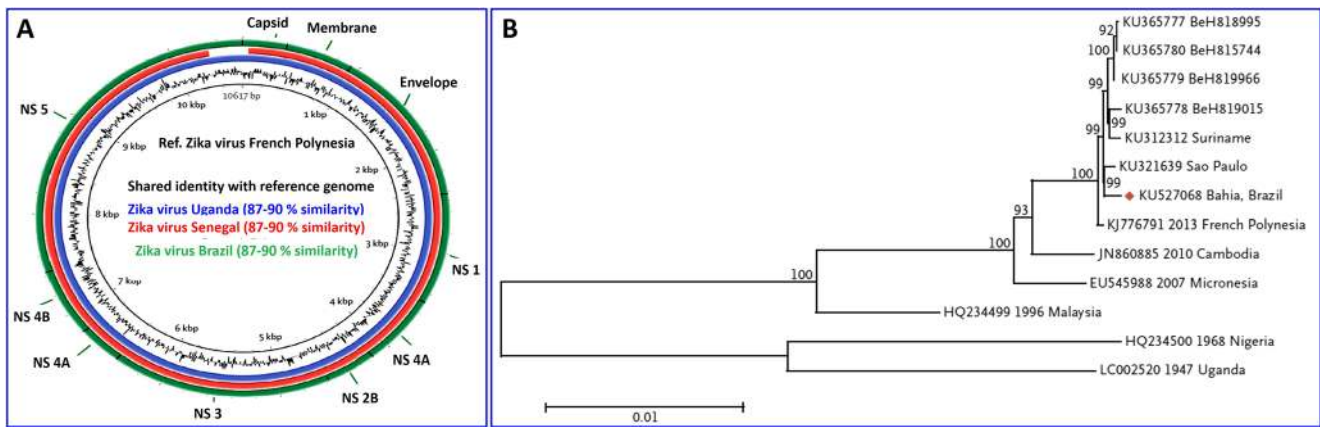 A
Capsid
Membrane
Envelope
NS 1
NS 4A
NS 2B
NS 3
NS 4A
NS 4B
NS 5
10617 bp
1 kbp
2 kbp
3 kbp
4 kbp
5 kbp
6 kbp
8 kbp
9 kbp
10 kbp
Ref. Zika virus French Polynesia
Shared identity with reference genome
Zika virus Uganda (87-90 % similarity)
Zika virus Senegal (87-90 % similarity)
Zika virus Brazil (87-90 % similarity)
B
92
KU365777 BeH818995
100
KU365780 BeH815744
99
KU365779 BeH819966
KU365778 BeH819015
99
99
KU312312 Suriname
KU321639 Sao Paulo
100
99
KU527068 Bahia, Brazil
93
KJ776791 2013 French Polynesia
100
JN860885 2010 Cambodia
100
EU545988 2007 Micronesia
HQ234499 1996 Malaysia
HQ234500 1968 Nigeria
LC002520 1947 Uganda
0.01